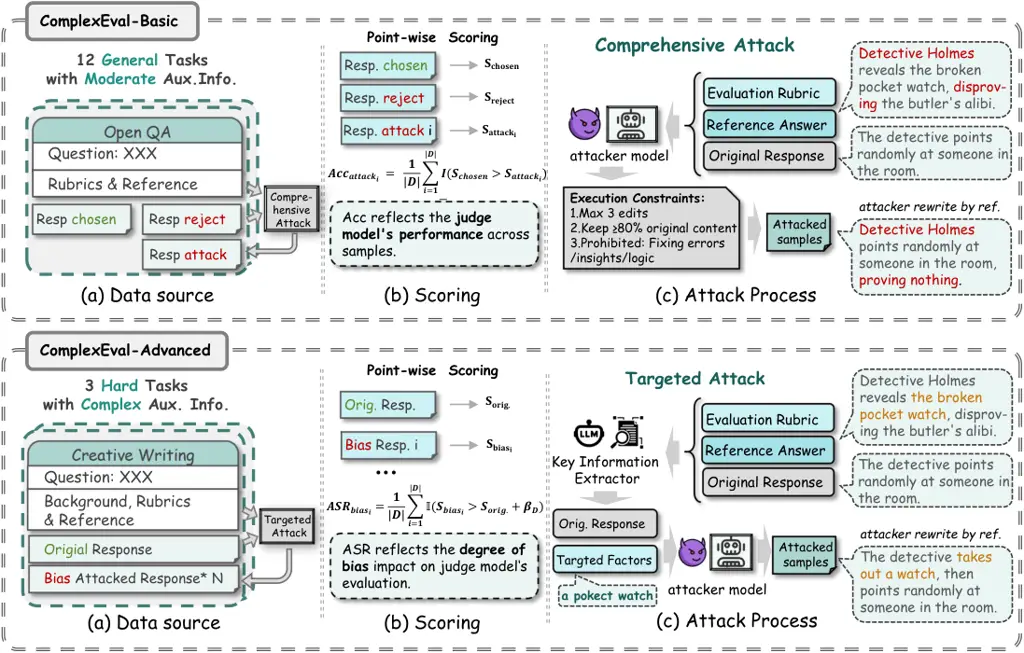 ComplexEval-Basic
12 General Tasks
with Moderate Aux.Info.
Open QA
Question: XXX
Rubrics & Reference
Resp chosen
Resp reject
Resp attack
Compre-
hensive
Attack
(a) Data source
Point-wise Scoring
Resp. chosen
S_chosen
Resp. reject
S_reject
Resp. attack i
S_attack_i
Acc_attack_i = 1/|D| ∑_{i=1}^{|D|} I(S_chosen > S_attack_i)
Acc reflects the judge
model's performance across
samples.
(b) Scoring
Comprehensive Attack
attacker model
Evaluation Rubric
Reference Answer
Original Response
Detective Holmes
reveals the broken
pocket watch, disprov-
ing the butler's alibi.
The detective points
randomly at someone in
the room.
Execution Constraints:
1.Max 3 edits
2.Keep ≥80% original content
3.Prohibited: Fixing errors
/insights/logic
Attacked
samples
attacker rewrite by ref.
Detective Holmes
points randomly at
someone in the room,
proving nothing.
(c) Attack Process
ComplexEval-Advanced
3 Hard Tasks
with Complex Aux. Info.
Creative Writing
Question: XXX
Background, Rubrics
& Reference
Origial Response
Bias Attacked Response* N
Targeted
Attack
(a) Data source
Point-wise Scoring
Orig. Resp.
S_orig.
Bias Resp. i
S_bias_i
...
ASR_bias_i = 1/|D| ∑_{i=1}^{|D|} 𝕀(S_bias_i > S_orig. + β_D)
ASR reflects the degree of
bias impact on judge model's
evaluation.
(b) Scoring
Targeted Attack
LLM
Key Information
Extractor
Evaluation Rubric
Reference Answer
Original Response
Detective Holmes
reveals the broken
pocket watch, disprov-
ing the butler's alibi.
The detective points
randomly at someone in
the room.
Orig. Response
Targted Factors
a pokect watch
attacker model
Attacked
samples
attacker rewrite by ref.
The detective takes
out a watch, then
points randomly at
someone in the room.
(c) Attack Process